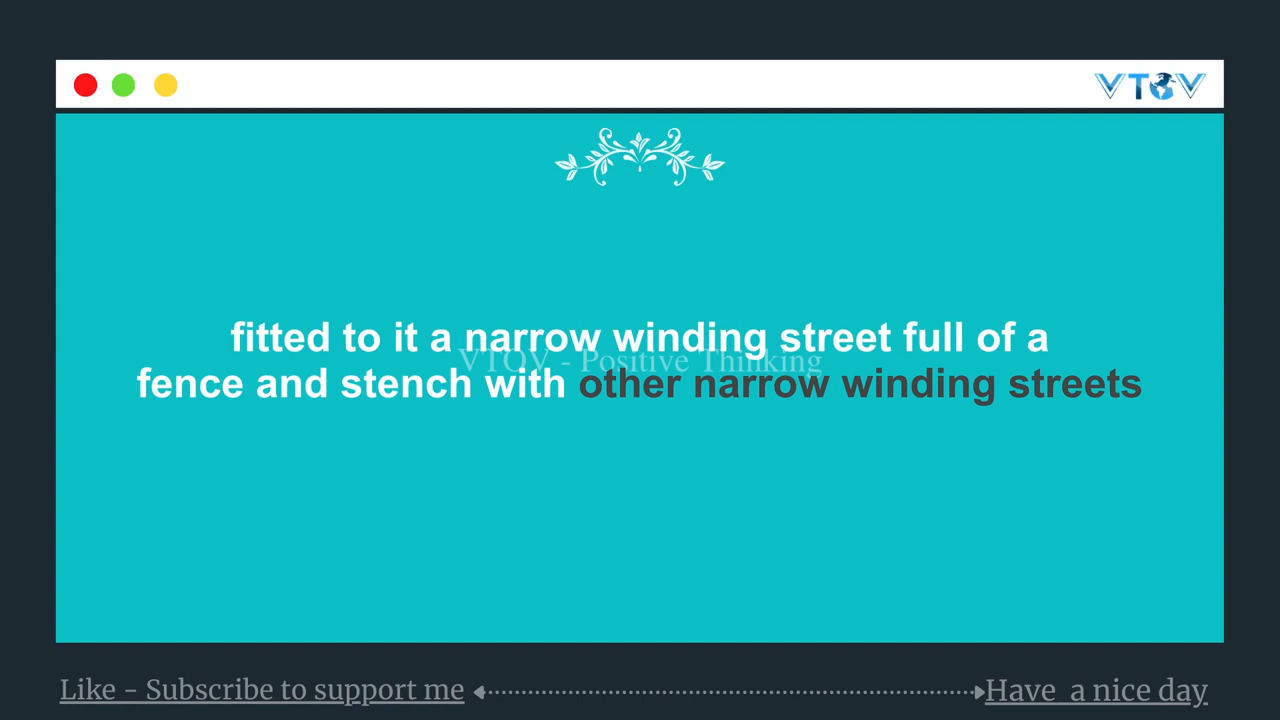 VTOV
fitted to it a narrow winding street full of a
VTOV - Positive Thinking
fence and stench with other narrow winding streets
Like - Subscribe to support me
Have a nice day